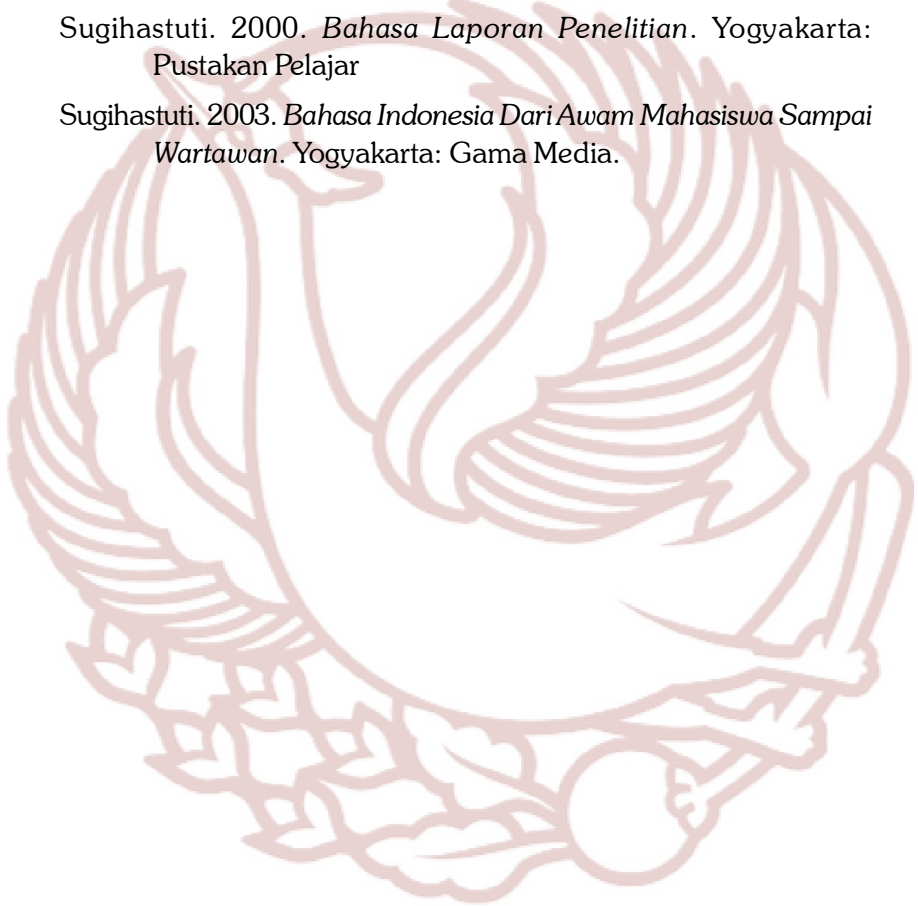 Sugihastuti. 2000. Bahasa Laporan Penelitian. Yogyakarta:
Pustakan Pelajar
Sugihastuti. 2003. Bahasa Indonesia Dari Awam Mahasiswa Sampai
Wartawan. Yogyakarta: Gama Media.